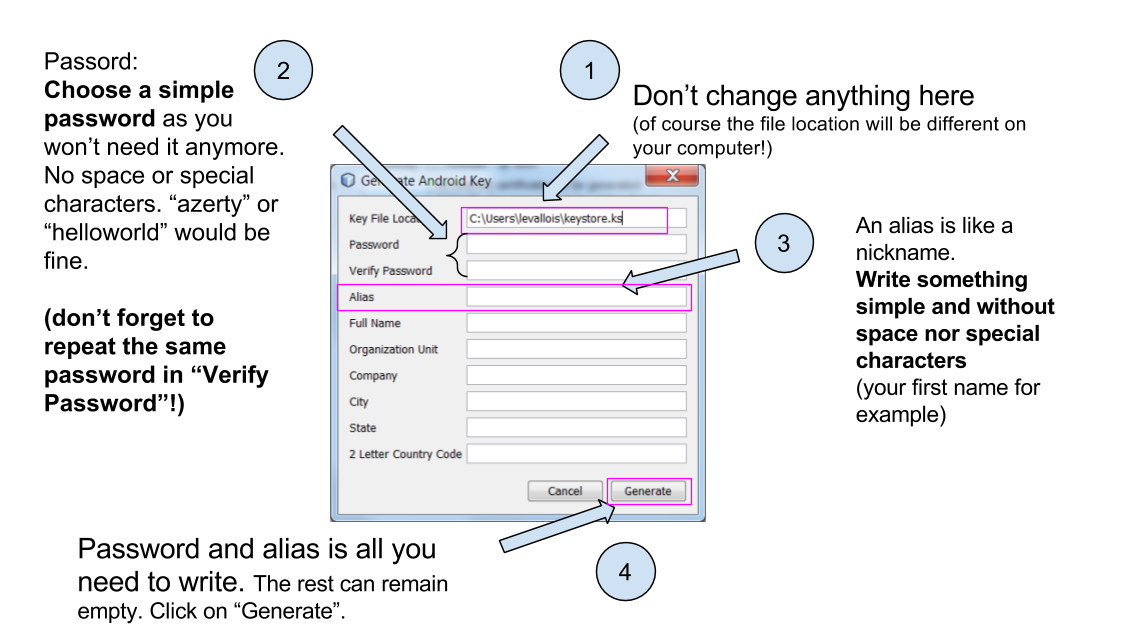 Passord:
Choose a simple
password as you
won’t need it anymore.
No space or special
characters. “azerty” or
“helloworld” would be
fine.
(don’t forget to
repeat the same
password in “Verify
Password”!)
2
1
Don’t change anything here
(of course the file location will be different on
your computer!)
Android Key
X
Key File
C:\Users\levallois\keystore.ks
Password
Verify Password
Alias
Full Name
Organization Unit
Company
City
State
2 Letter Country Code
Cancel
Generate
3
An alias is like a
nickname.
Write something
simple and without
space nor special
characters
(your first name for
example)
Password and alias is all you
need to write. The rest can remain
empty. Click on “Generate”.
4